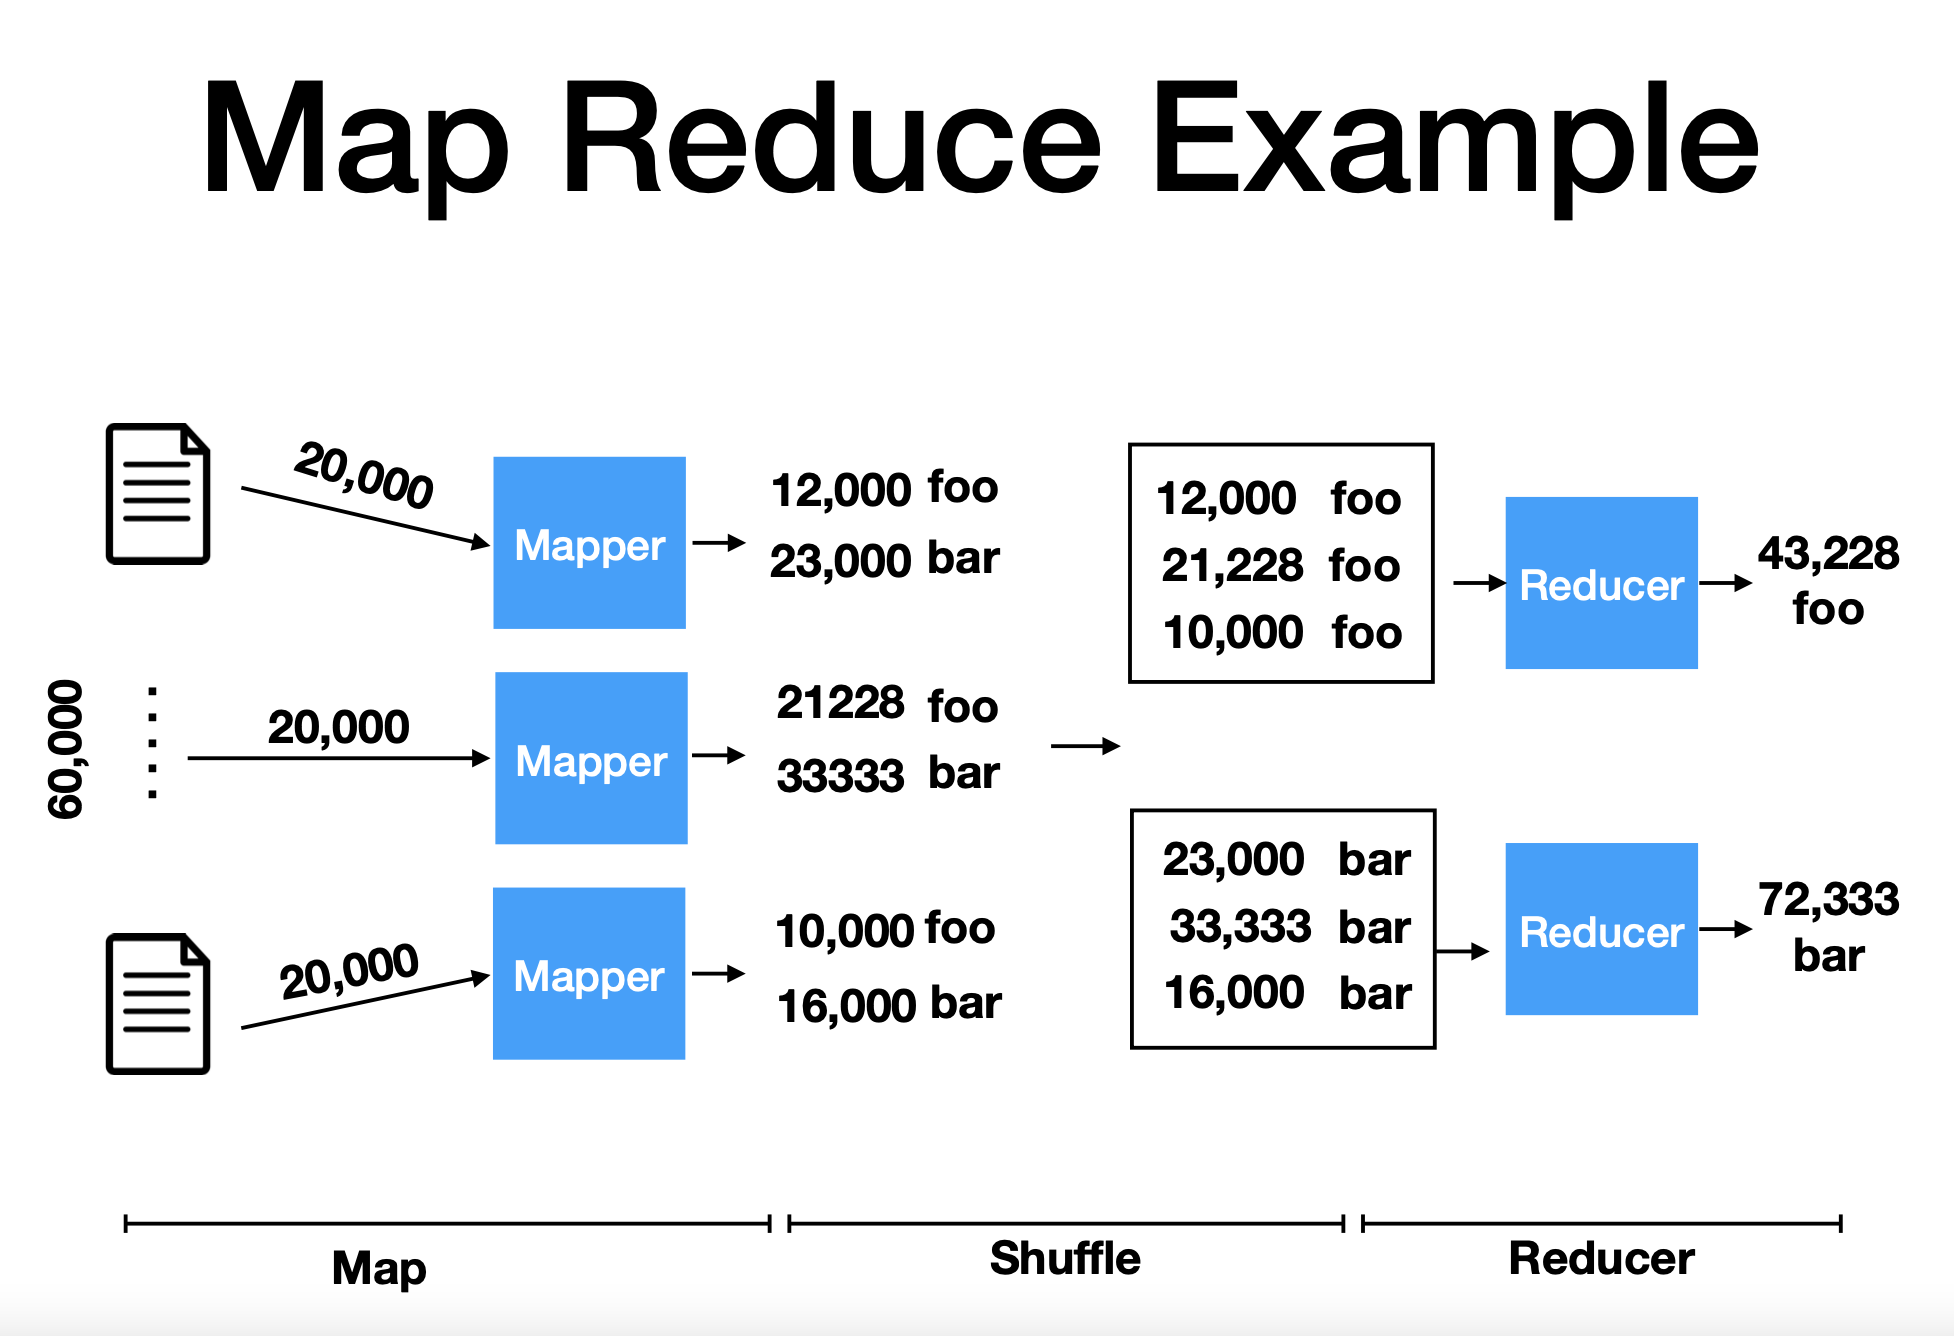 Map Reduce Example
60,000
20,000
20,000
20,000
Mapper
Mapper
Mapper
12,000 foo
23,000 bar
21228 foo
33333 bar
10,000 foo
16,000 bar
12,000 foo
21,228 foo
10,000 foo
23,000 bar
33,333 bar
16,000 bar
Reducer
Reducer
43,228
foo
72,333
bar
Map
Shuffle
Reducer